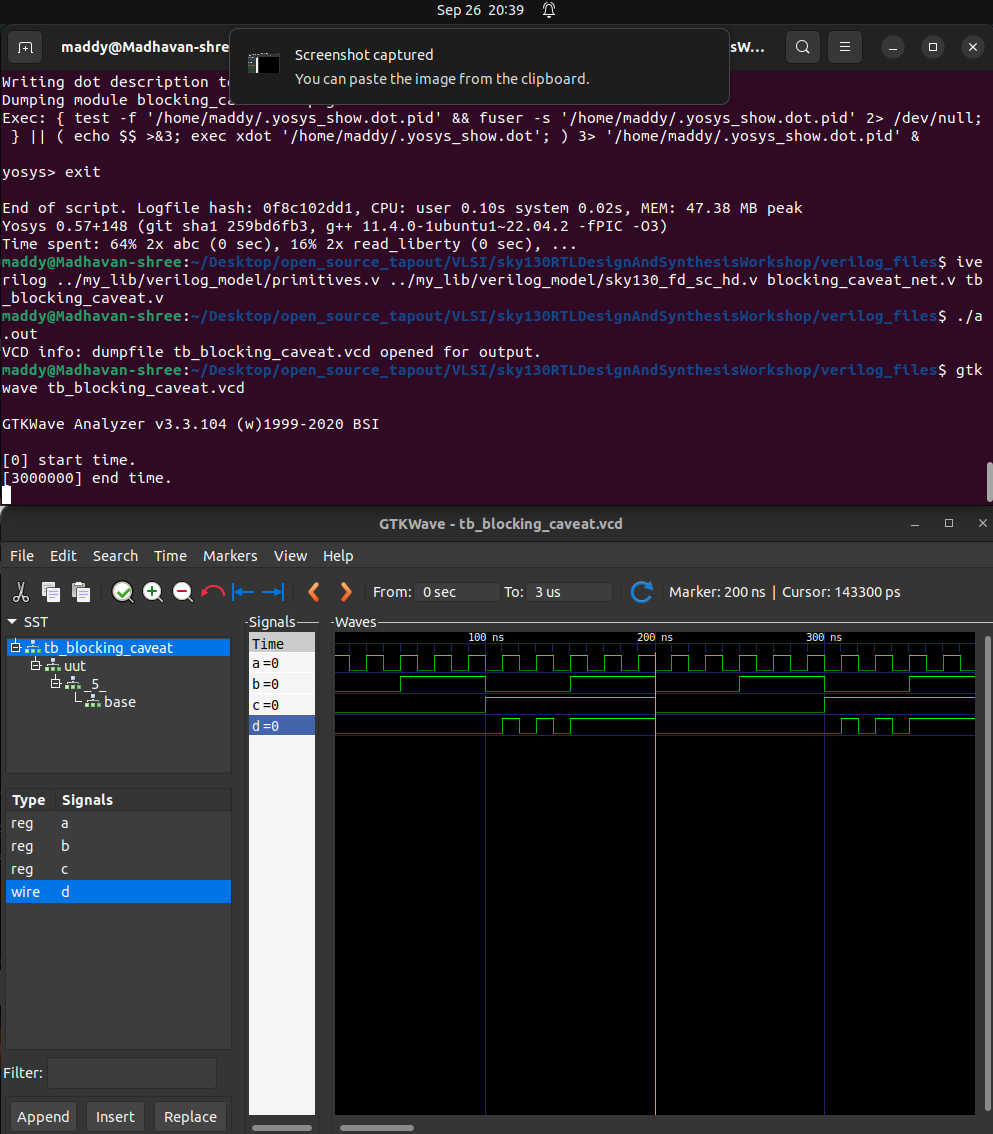 Sep 26 20:39
maddy@Madhavan-shre
sW...
Screenshot captured
You can paste the image from the clipboard.
Writing dot description to
Dumping module blocking_ca
Exec: { test -f '/home/maddy/.yosys_show.dot.pid' && fuser -s '/home/maddy/.yosys_show.dot.pid' 2> /dev/null;
} || ( echo $$ >&3; exec xdot '/home/maddy/.yosys_show.dot'; ) 3> '/home/maddy/.yosys_show.dot.pid' &
yosys> exit
End of script. Logfile hash: 0f8c102dd1, CPU: user 0.10s system 0.02s, MEM: 47.38 MB peak
Yosys 0.57+148 (git sha1 259bd6fb3, g++ 11.4.0-1ubuntu1~22.04.2 -fPIC -O3)
Time spent: 64% 2x abc (0 sec), 16% 2x read_liberty (0 sec), ...
maddy@Madhavan-shree:~/Desktop/open_source_tapout/VLSI/sky130RTLDesignAndSynthesisWorkshop/verilog_files$ ive
rilog ../my_lib/verilog_model/primitives.v ../my_lib/verilog_model/sky130_fd_sc_hd.v blocking_caveat_net.v tb
_blocking_caveat.v
maddy@Madhavan-shree:~/Desktop/open_source_tapout/VLSI/sky130RTLDesignAndSynthesisWorkshop/verilog_files$ ./a
.out
VCD info: dumpfile tb_blocking_caveat.vcd opened for output.
maddy@Madhavan-shree:~/Desktop/open_source_tapout/VLSI/sky130RTLDesignAndSynthesisWorkshop/verilog_files$ gtk
wave tb_blocking_caveat.vcd
GTKWave Analyzer v3.3.104 (w)1999-2020 BSI
[0] start time.
[3000000] end time.
GTKWave - tb_blocking_caveat.vcd
File Edit Search Time Markers View Help
From: 0 sec To: 3 us Marker: 200 ns | Cursor: 143300 ps
SST
tb_blocking_caveat
uut
_5_
base
Type Signals
reg a
reg b
reg c
wire d
Filter:
Append Insert Replace
Signals
Time
a=0
b=0
c=0
d=0
Waves
100 ns 200 ns 300 ns